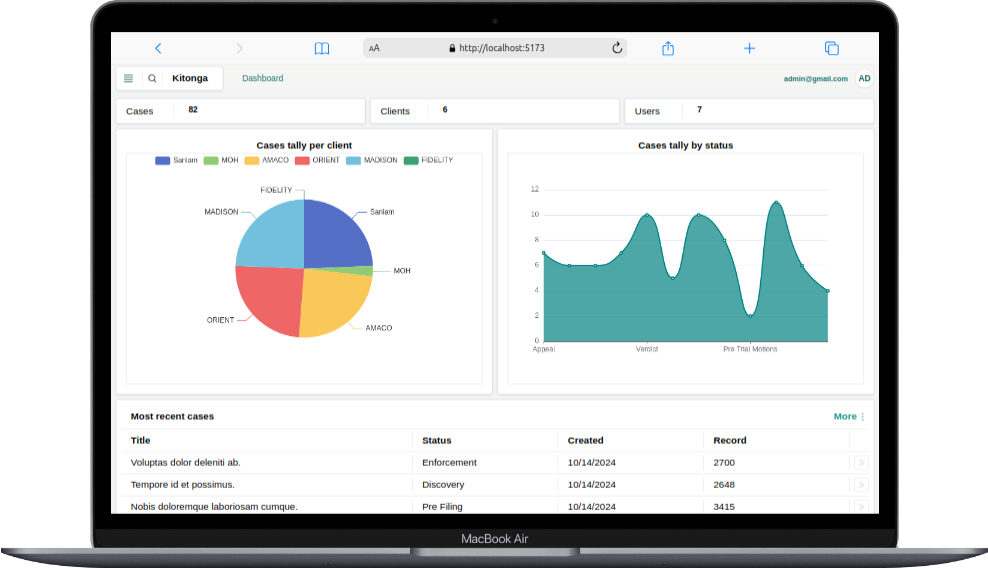 AA http://localhost:5173
Kitonga Dashboard admin@gmail.com AD
Cases 82 Clients 6 Users 7
Cases tally per client
Sanlam MOH AMACO ORIENT MADISON FIDELITY
FIDELITY
MADISON Sanlam
MOH
ORIENT AMACO
Cases tally by status
12
10
8
6
4
2
0
Appeal Verdict Pre Trial Motions
Most recent cases More
Title Status Created Record
Voluptas dolor deleniti ab. Enforcement 10/14/2024 2700
Tempore id et possimus. Discovery 10/14/2024 2648
Nobis doloremque laboriosam cumque. Pre Filing 10/14/2024 3415
MacBook Air